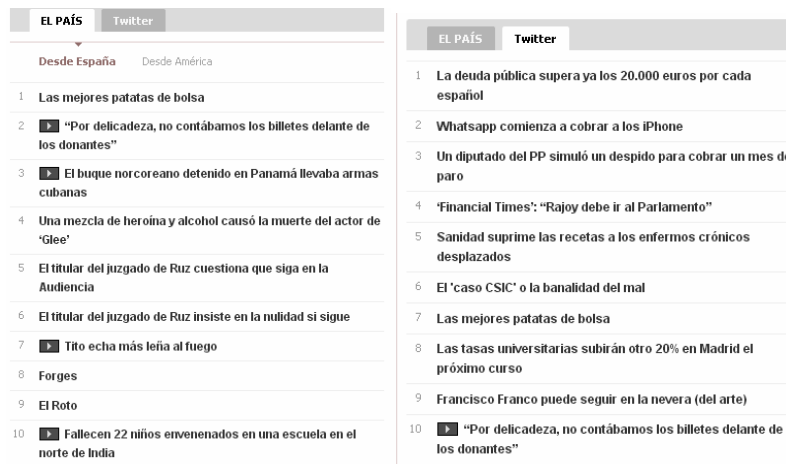 EL PAÍS Twitter
Desde España Desde América
1 Las mejores patatas de bolsa
2 “Por delicadeza, no contábamos los billetes delante de
los donantes”
3 El buque norcoreano detenido en Panamá llevaba armas
cubanas
4 Una mezcla de heroína y alcohol causó la muerte del actor de
‘Glee’
5 El titular del juzgado de Ruz cuestiona que siga en la
Audiencia
6 El titular del juzgado de Ruz insiste en la nulidad si sigue
7 Tito echa más leña al fuego
8 Forges
9 El Roto
10 Fallecen 22 niños envenenados en una escuela en el
norte de India
EL PAÍS Twitter
1 La deuda pública supera ya los 20.000 euros por cada
español
2 Whatsapp comienza a cobrar a los iPhone
3 Un diputado del PP simuló un despido para cobrar un mes de
paro
4 ‘Financial Times’: “Rajoy debe ir al Parlamento”
5 Sanidad suprime las recetas a los enfermos crónicos
desplazados
6 El 'caso CSIC' o la banalidad del mal
7 Las mejores patatas de bolsa
8 Las tasas universitarias subirán otro 20% en Madrid el
próximo curso
9 Francisco Franco puede seguir en la nevera (del arte)
10 “Por delicadeza, no contábamos los billetes delante de
los donantes”